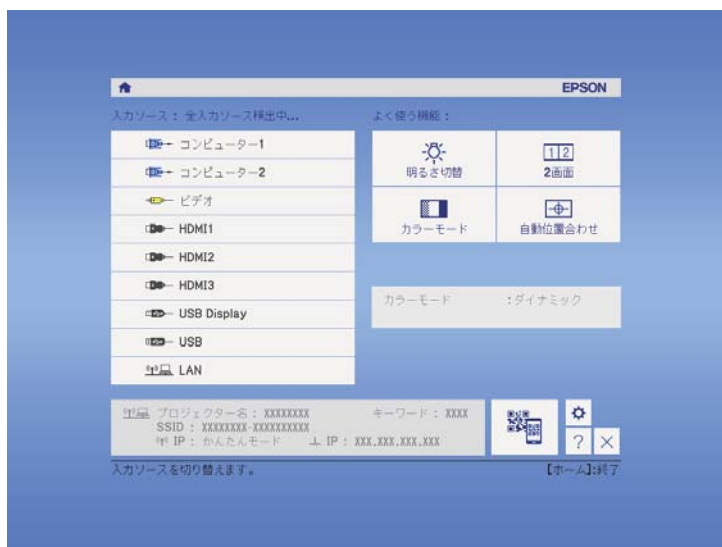 EPSON
入力ソース： 全入力ソース検出中...
コンピューター1
コンピューター2
ビデオ
HDMI1
HDMI2
HDMI3
USB Display
USB
LAN
よく使う機能：
明るさ切替
1 2
2画面
カラーモード
自動位置合わせ
カラーモード :ダイナミック
プロジェクター名： XXXXXXXX キーワード： XXXX
SSID : XXXXXXXX-XXXXXXXXXX
IP： かんたんモード IP： XXX.XXX.XXX.XXX
?
入力ソースを切り替えます。
【ホーム】:終了